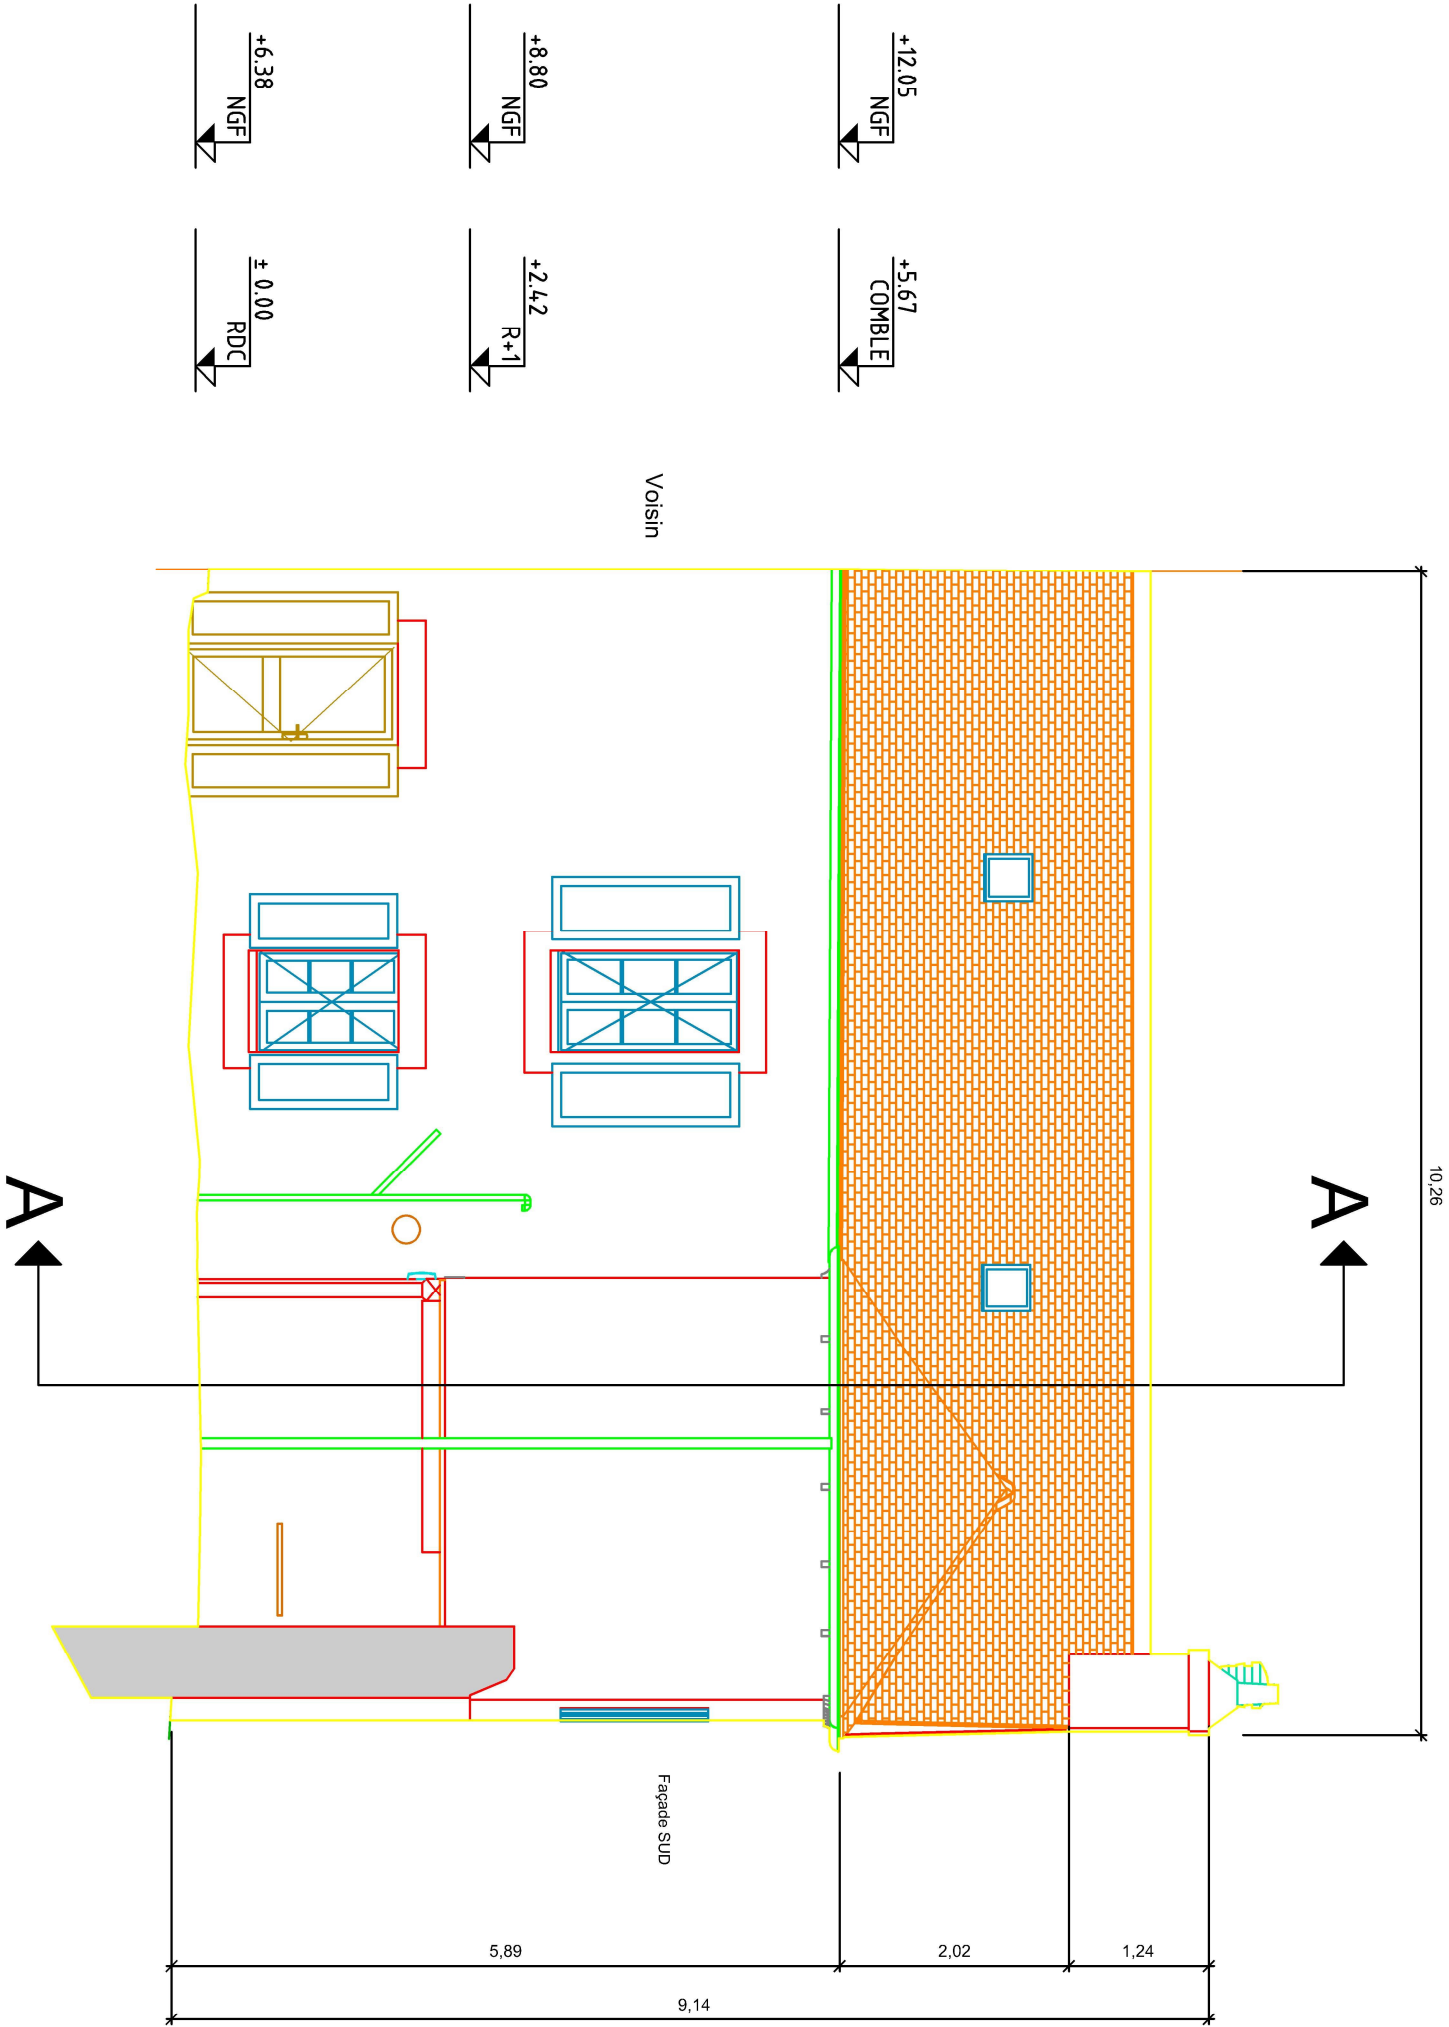 10,26
A
A
+12.05
NGF
+5.67
COMBLE
+8.80
NGF
+2.42
R+1
+6.38
NGF
± 0.00
RDC
Voisin
Façade SUD
1,24
2,02
5,89
9,14